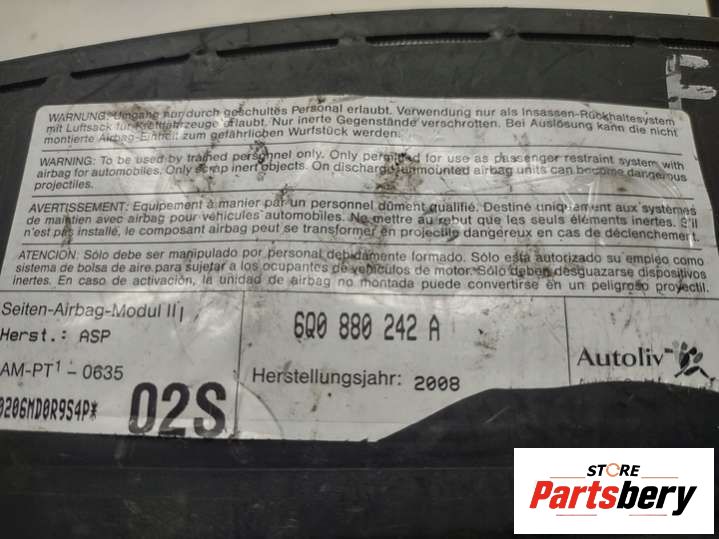 WARNUNG: Umgang nur durch geschultes Personal erlaubt. Verwendung nur als Insassen-Rückhaltesystem
mit Luftsack für Kraftfahrzeuge erlaubt. Nur inerte Gegenstände verschrotten. Bei Auslösung kann die nicht
montierte Airbag-Einheit zum gefährlichen Wurfstück werden.
WARNING: To be used by trained personnel only. Only permitted for use as passenger restraint system with
airbag for automobiles. Only scrap inert objects. On discharge, unmounted airbag units can become dangerous
projectiles.
AVERTISSEMENT: Equipement à manier par un personnel dûment qualifié. Destiné uniquement aux systèmes
de maintien avec airbag pour véhicules automobiles. Ne mettre au rebut que les seuls éléments inertes. S'il
n'est pas installé, le composant airbag peut se transformer en projectile dangereux en cas de déclenchement.
ATENCIÓN: Sólo debe ser manipulado por personal debidamente formado. Sólo está autorizado su empleo como
sistema de bolsa de aire para sujetar a los ocupantes de vehículos de motor. Sólo deben desguazarse dispositivos
inertes. En caso de activación, la unidad de airbag no montada puede convertirse en un peligroso proyectil.
Seiten-Airbag-Modul II
Herst.: ASP
6Q0 880 242 A
Autoliv
AM-PT1 - 0635
Herstellungsjahr: 2008
0206MD0R9S4P*
02S
STORE
Partsbery